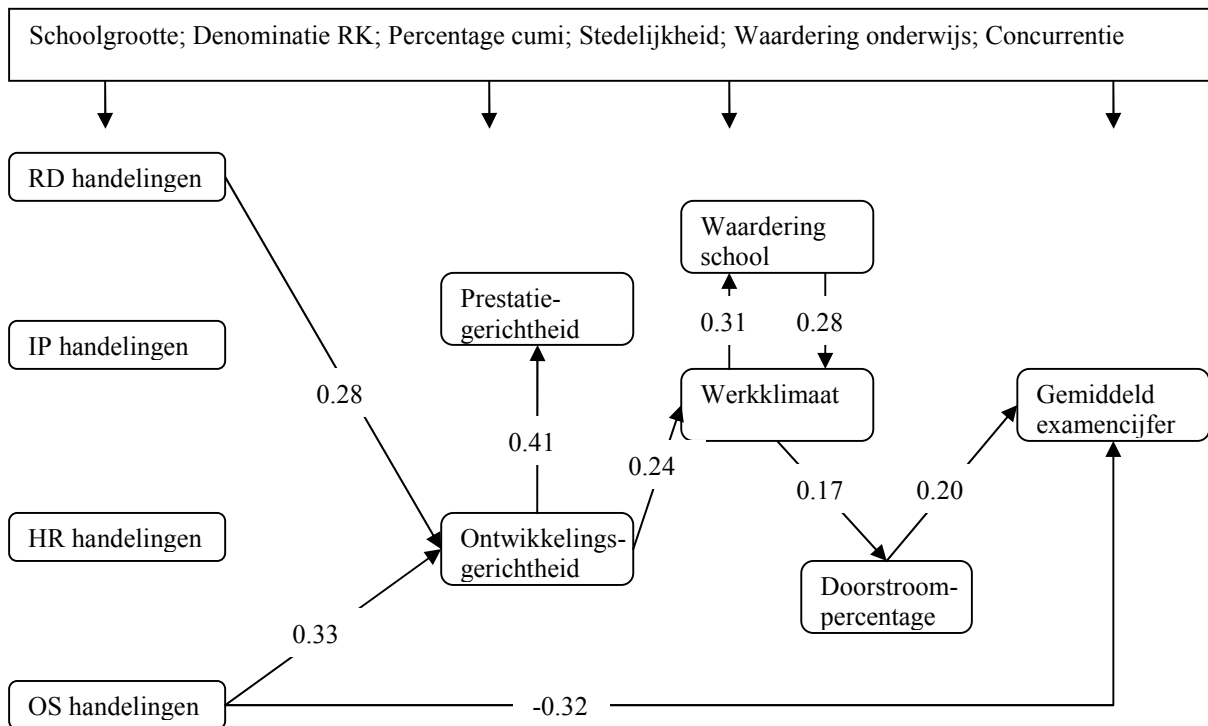 Schoolgrootte; Denominatie RK; Percentage cumi; Stedelijkheid; Waardering onderwijs; Concurrentie
RD handelingen
Waardering
school
Prestatie-
gerichtheid
0.31
0.28
IP handelingen
0.28
Werkklimaat
Gemiddeld
examencijfer
0.41
0.24
0.17
0.20
HR handelingen
Ontwikkelings-
gerichtheid
Doorstroom-
percentage
0.33
OS handelingen
-0.32